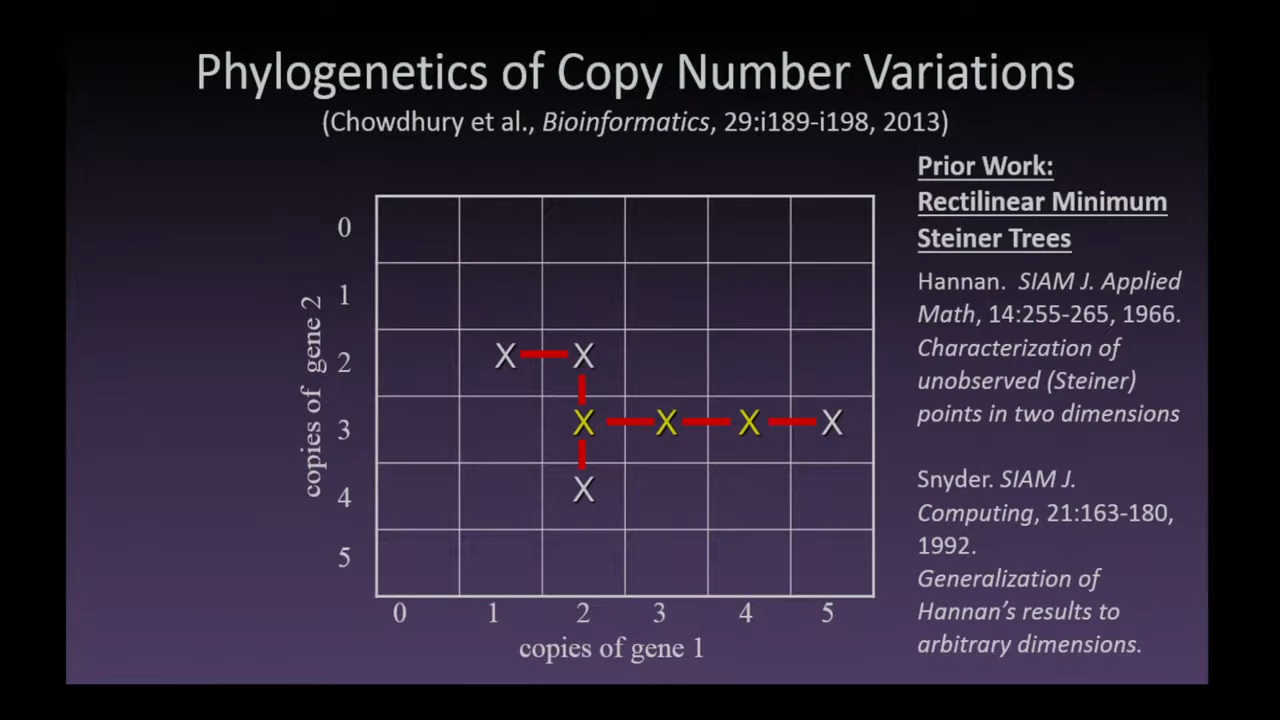 Phylogenetics of Copy Number Variations
(Chowdhury et al., Bioinformatics, 29:i189-i198, 2013)
Prior Work:
Rectilinear Minimum
Steiner Trees
Hannan. SIAM J. Applied
Math, 14:255-265, 1966.
Characterization of
unobserved (Steiner)
points in two dimensions
Snyder. SIAM J.
Computing, 21:163-180,
1992.
Generalization of
Hannan's results to
arbitrary dimensions.
copies of gene 2
0
1
2
3
4
5
X X
X X X X
X
0 1 2 3 4 5
copies of gene 1